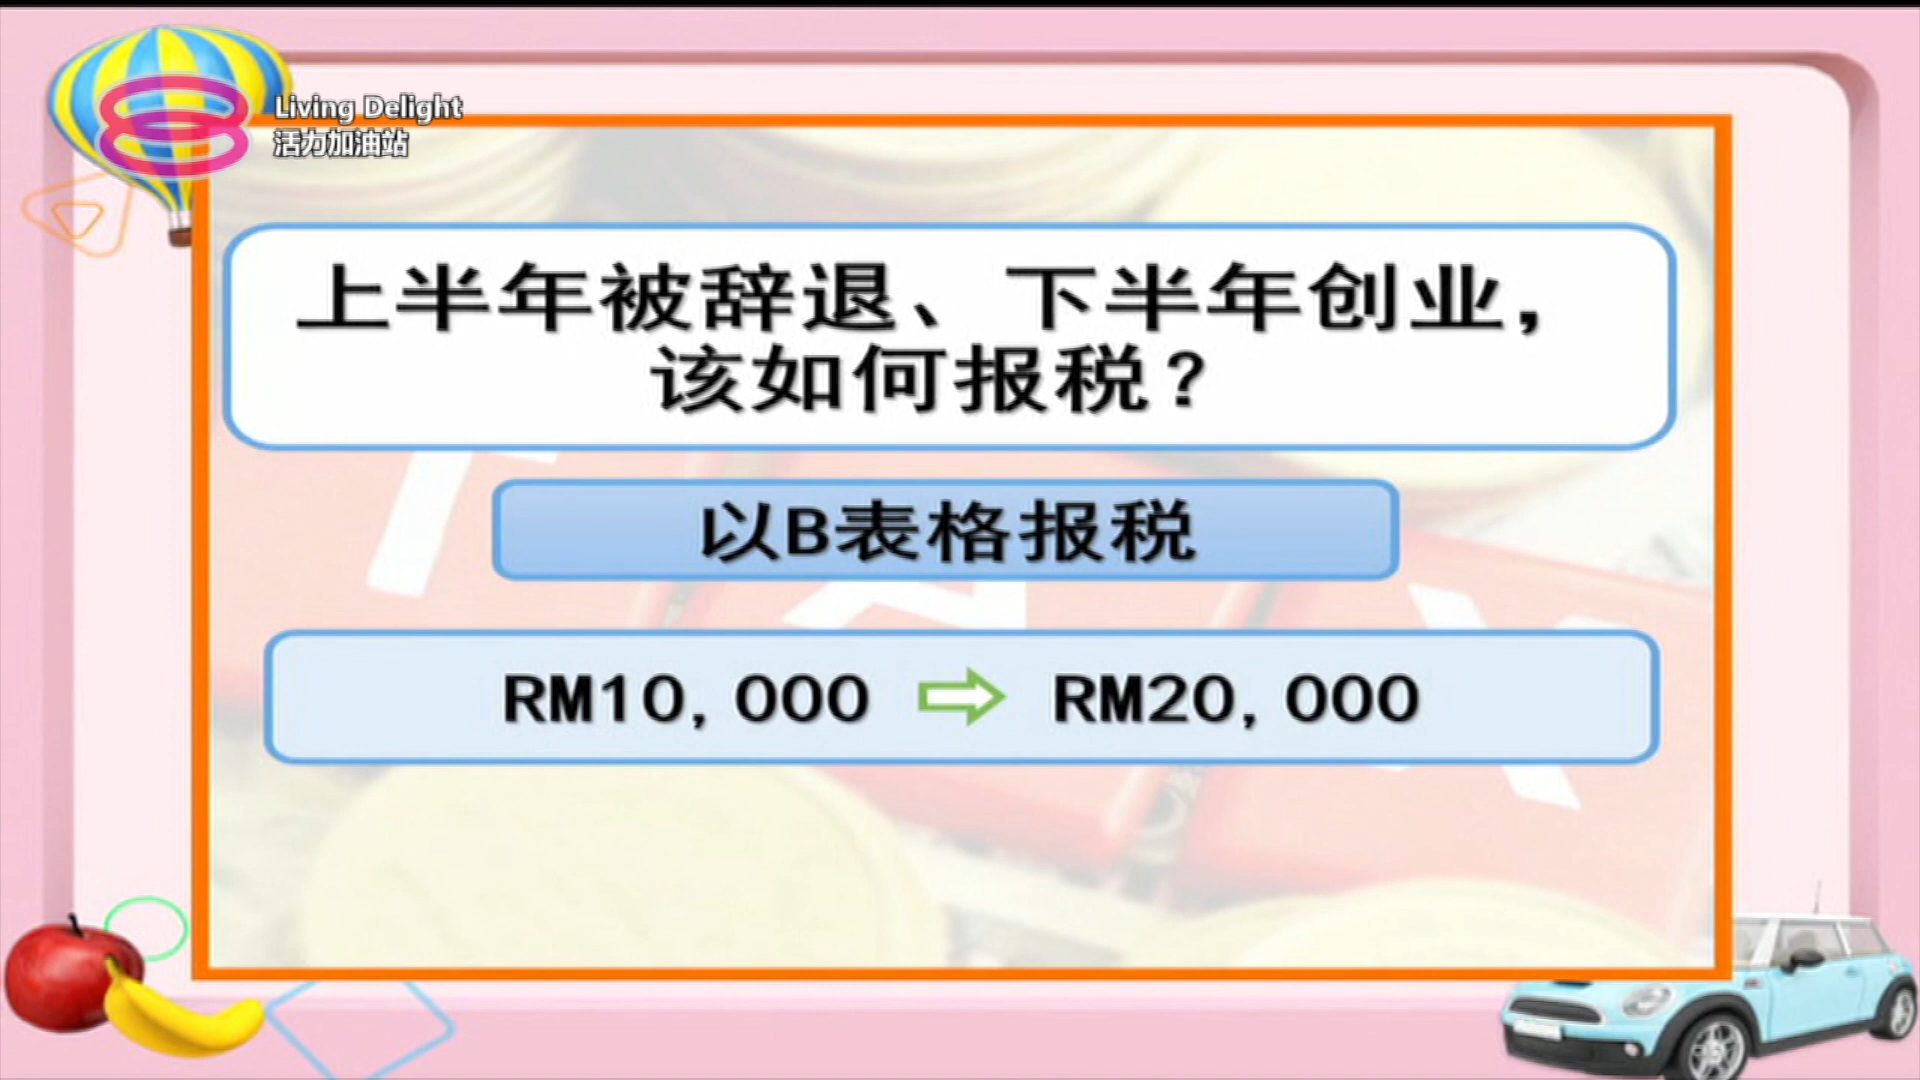 Living Delight
活力加油站
上半年被辞退、下半年创业，
该如何报税？
以B表格报税
RM10,000 RM20,000
TAX